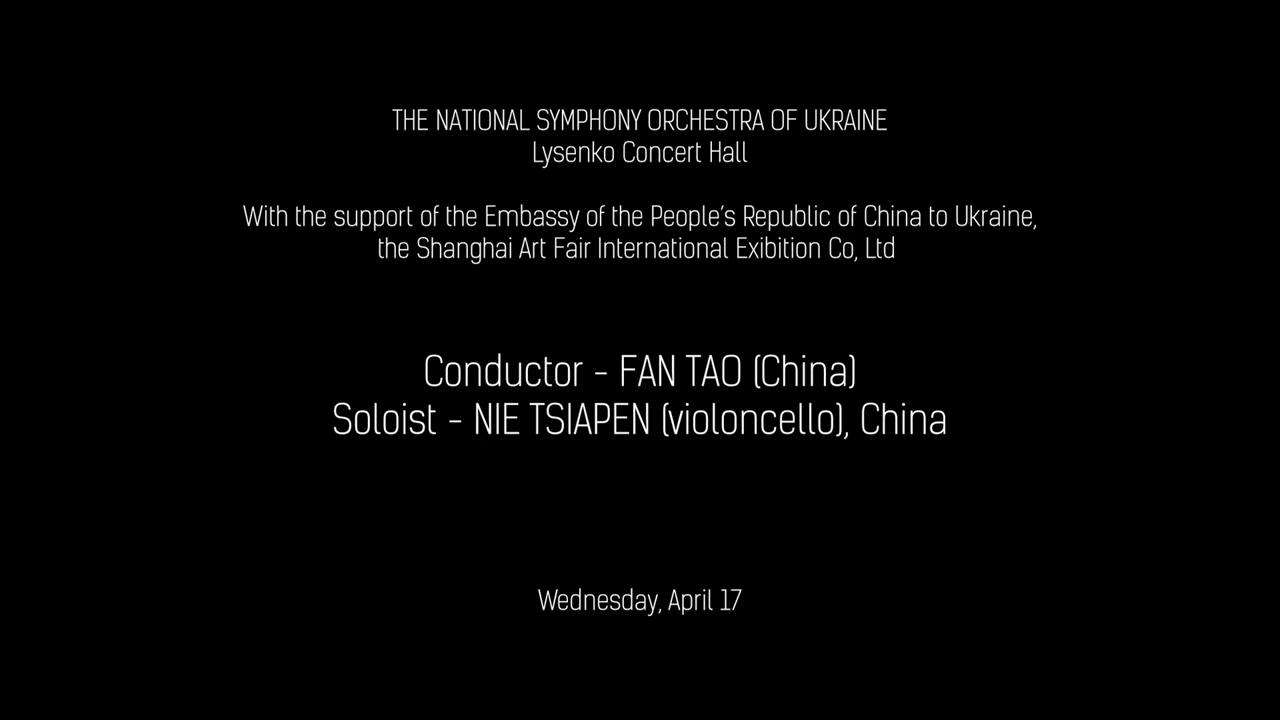 THE NATIONAL SYMPHONY ORCHESTRA OF UKRAINE
Lysenko Concert Hall
With the support of the Embassy of the People's Republic of China to Ukraine,
the Shanghai Art Fair International Exibition Co, Ltd
Conductor - FAN TAO (China)
Soloist - NIE TSIAPEN (violoncello), China
Wednesday, April 17